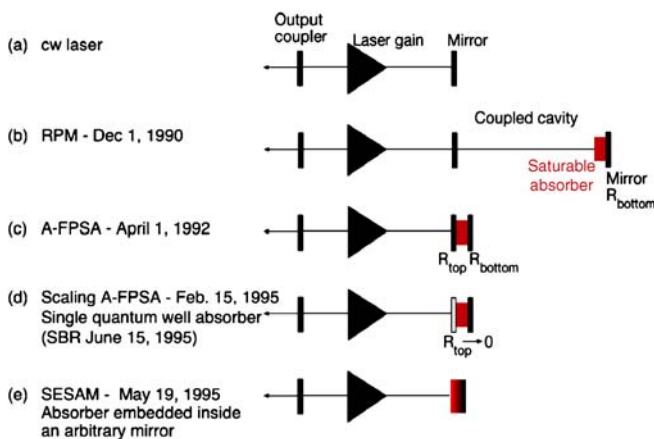 Output
coupler
Laser gain
Mirror
(a) cw laser
Coupled cavity
(b) RPM - Dec 1, 1990
Saturable
absorber
Mirror
R_bottom
(c) A-FPSA - April 1, 1992
R_top R_bottom
(d) Scaling A-FPSA - Feb. 15, 1995
Single quantum well absorber
(SBR June 15, 1995)
R_top → 0
(e) SESAM - May 19, 1995
Absorber embedded inside
an arbitrary mirror